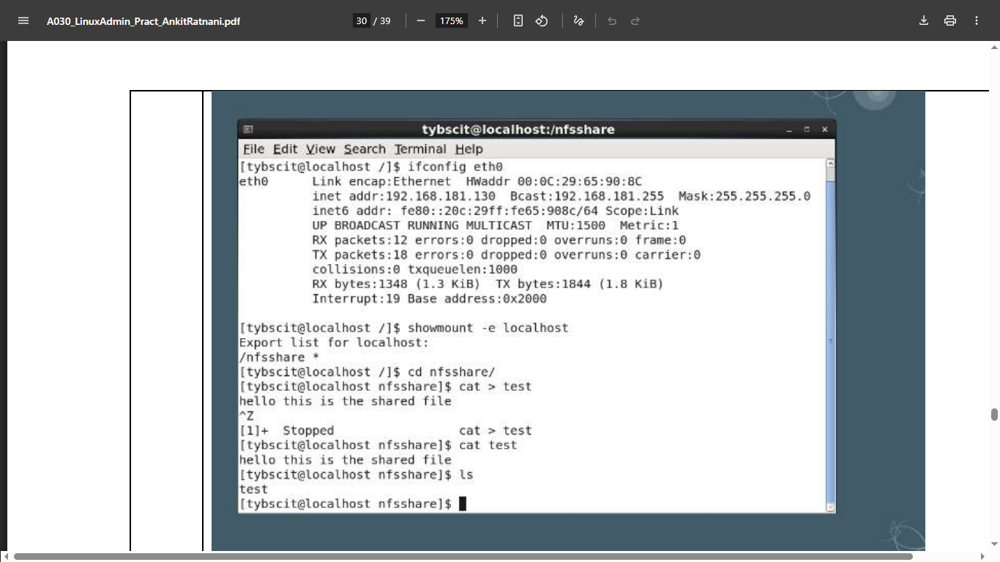 A030_LinuxAdmin_Pract_AnkitRatnani.pdf
30 / 39
175%
tybscit@localhost:/nfsshare
File Edit View Search Terminal Help
[tybscit@localhost /]$ ifconfig eth0
eth0      Link encap:Ethernet  HWaddr 00:0C:29:65:90:8C
          inet addr:192.168.181.130  Bcast:192.168.181.255  Mask:255.255.255.0
          inet6 addr: fe80::20c:29ff:fe65:908c/64 Scope:Link
          UP BROADCAST RUNNING MULTICAST  MTU:1500  Metric:1
          RX packets:12 errors:0 dropped:0 overruns:0 frame:0
          TX packets:18 errors:0 dropped:0 overruns:0 carrier:0
          collisions:0 txqueuelen:1000
          RX bytes:1348 (1.3 KiB)  TX bytes:1844 (1.8 KiB)
          Interrupt:19 Base address:0x2000
[tybscit@localhost /]$ showmount -e localhost
Export list for localhost:
/nfsshare *
[tybscit@localhost /]$ cd nfsshare/
[tybscit@localhost nfsshare]$ cat > test
hello this is the shared file
^Z
[1]+  Stopped                 cat > test
[tybscit@localhost nfsshare]$ cat test
hello this is the shared file
[tybscit@localhost nfsshare]$ ls
test
[tybscit@localhost nfsshare]$